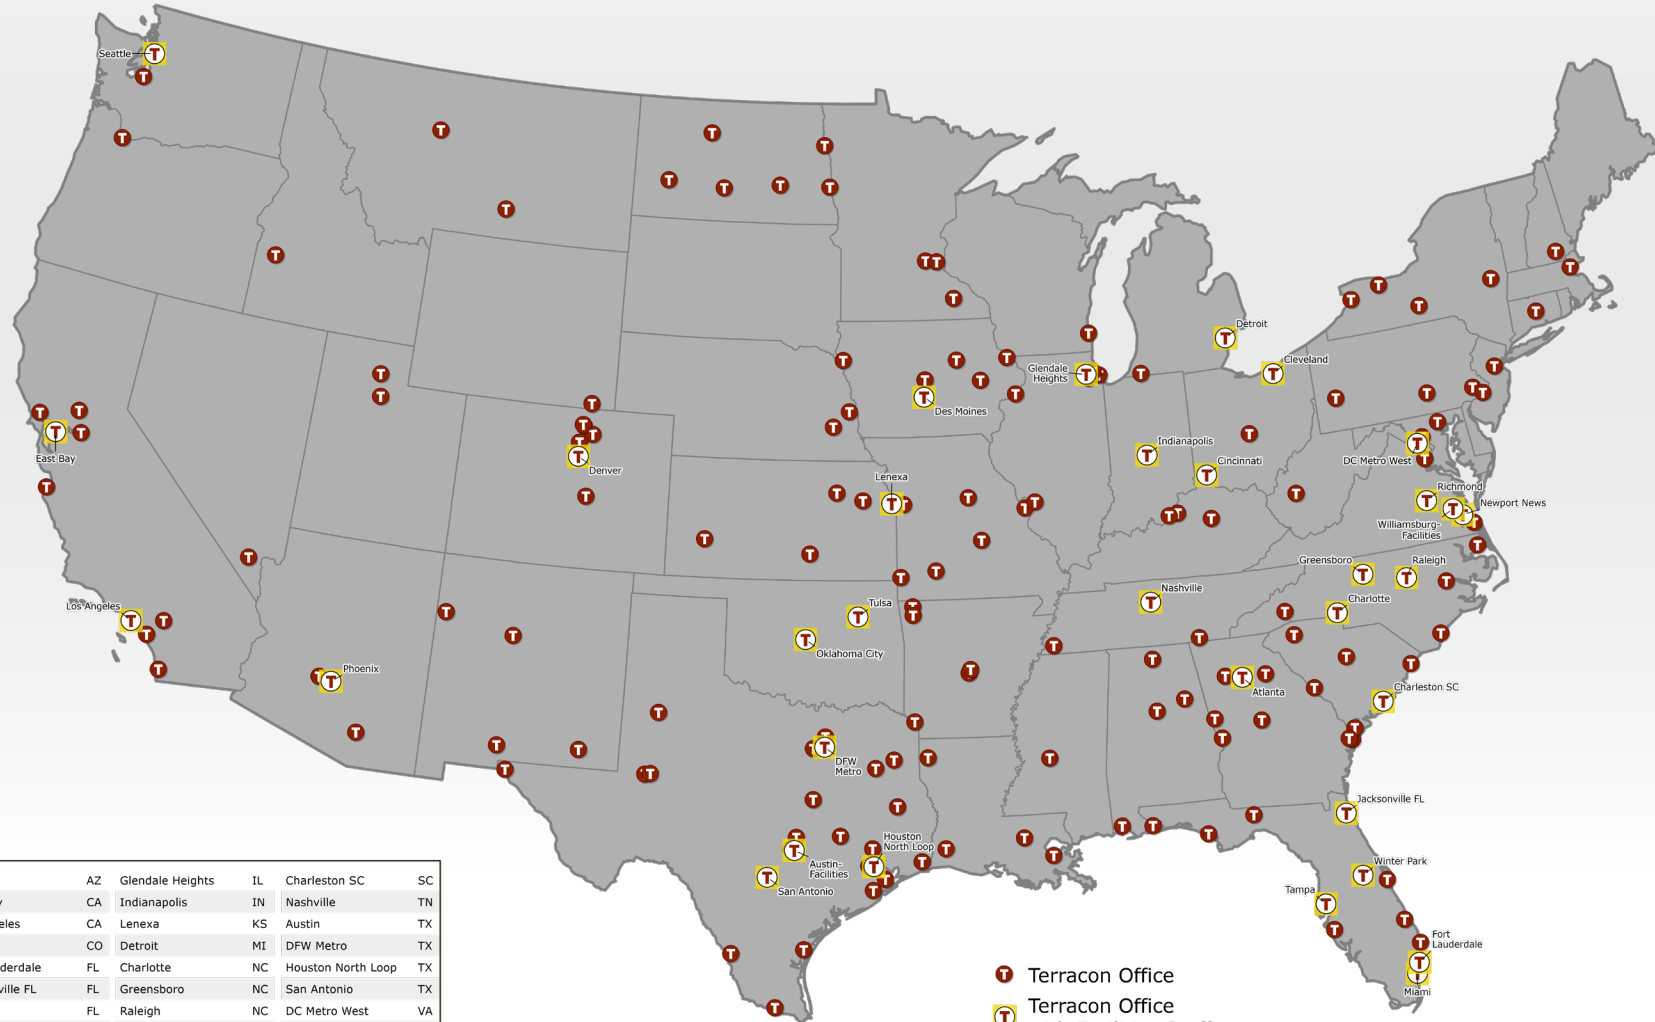 Seattle
Detroit
Cleveland
Glendale
Heights
Des Moines
Indianapolis
Cincinnati
East Bay
Denver
DC Metro West
Lenexa
Richmond
Newport News
Williamsburg-
Facilities
Greensboro
Raleigh
Nashville
Charlotte
Los Angeles
Tulsa
Oklahoma City
Phoenix
Atlanta
Charleston SC
DFW
Metro
Jacksonville FL
Houston
North Loop
Austin-
Facilities
San Antonio
Winter Park
Tampa
Fort
Lauderdale
Miami
AZ Glendale Heights IL Charleston SC SC
CA Indianapolis IN Nashville TN
CA Lenexa KS Austin TX
CO Detroit MI DFW Metro TX
FL Charlotte NC Houston North Loop TX
FL Greensboro NC San Antonio TX
FL Raleigh NC DC Metro West VA
Terracon Office
Terracon Office